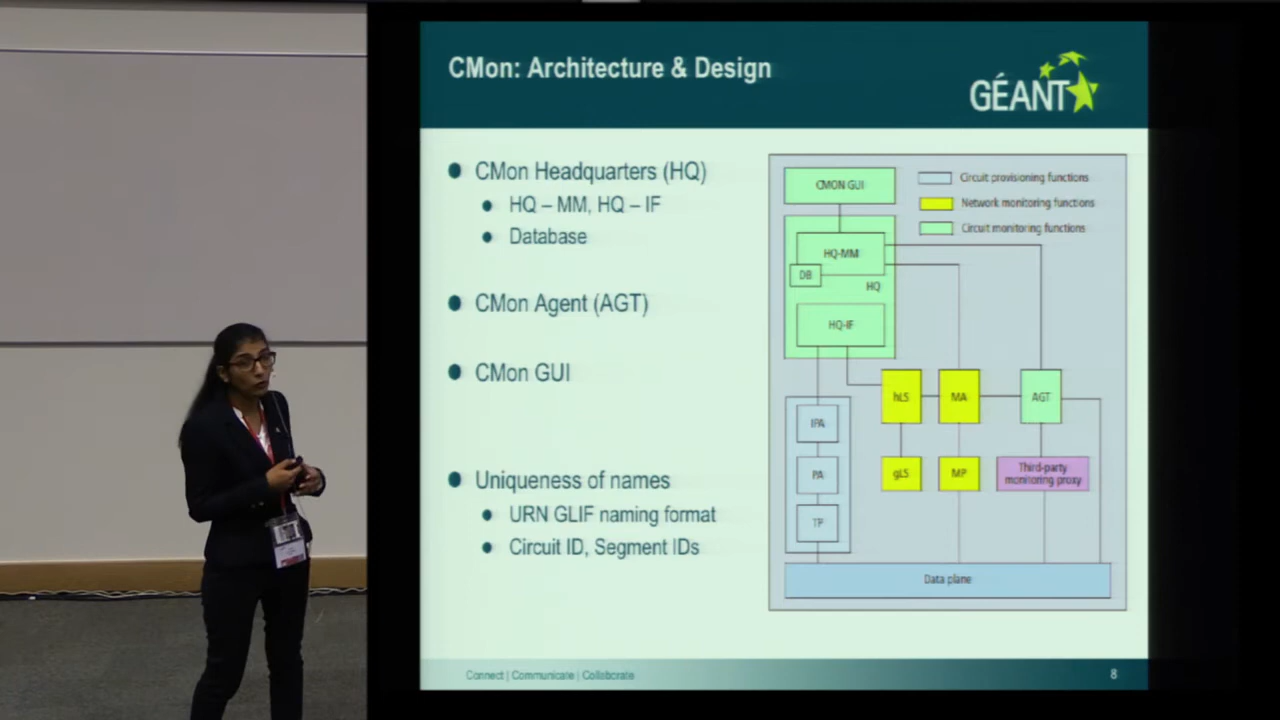 CMon: Architecture & Design
GÉANT
CMon Headquarters (HQ)
HQ – MM, HQ – IF
Database
CMon Agent (AGT)
CMon GUI
Uniqueness of names
URN GLIF naming format
Circuit ID, Segment IDs
CMON GUI
Circuit provisioning functions
Network monitoring functions
Circuit monitoring functions
HQ-MM
DB
HQ
HQ-IF
hLS
MA
AGT
IPA
PA
TP
gLS
MP
Third-party
monitoring proxy
Data plane
Connect | Communicate | Collaborate
8